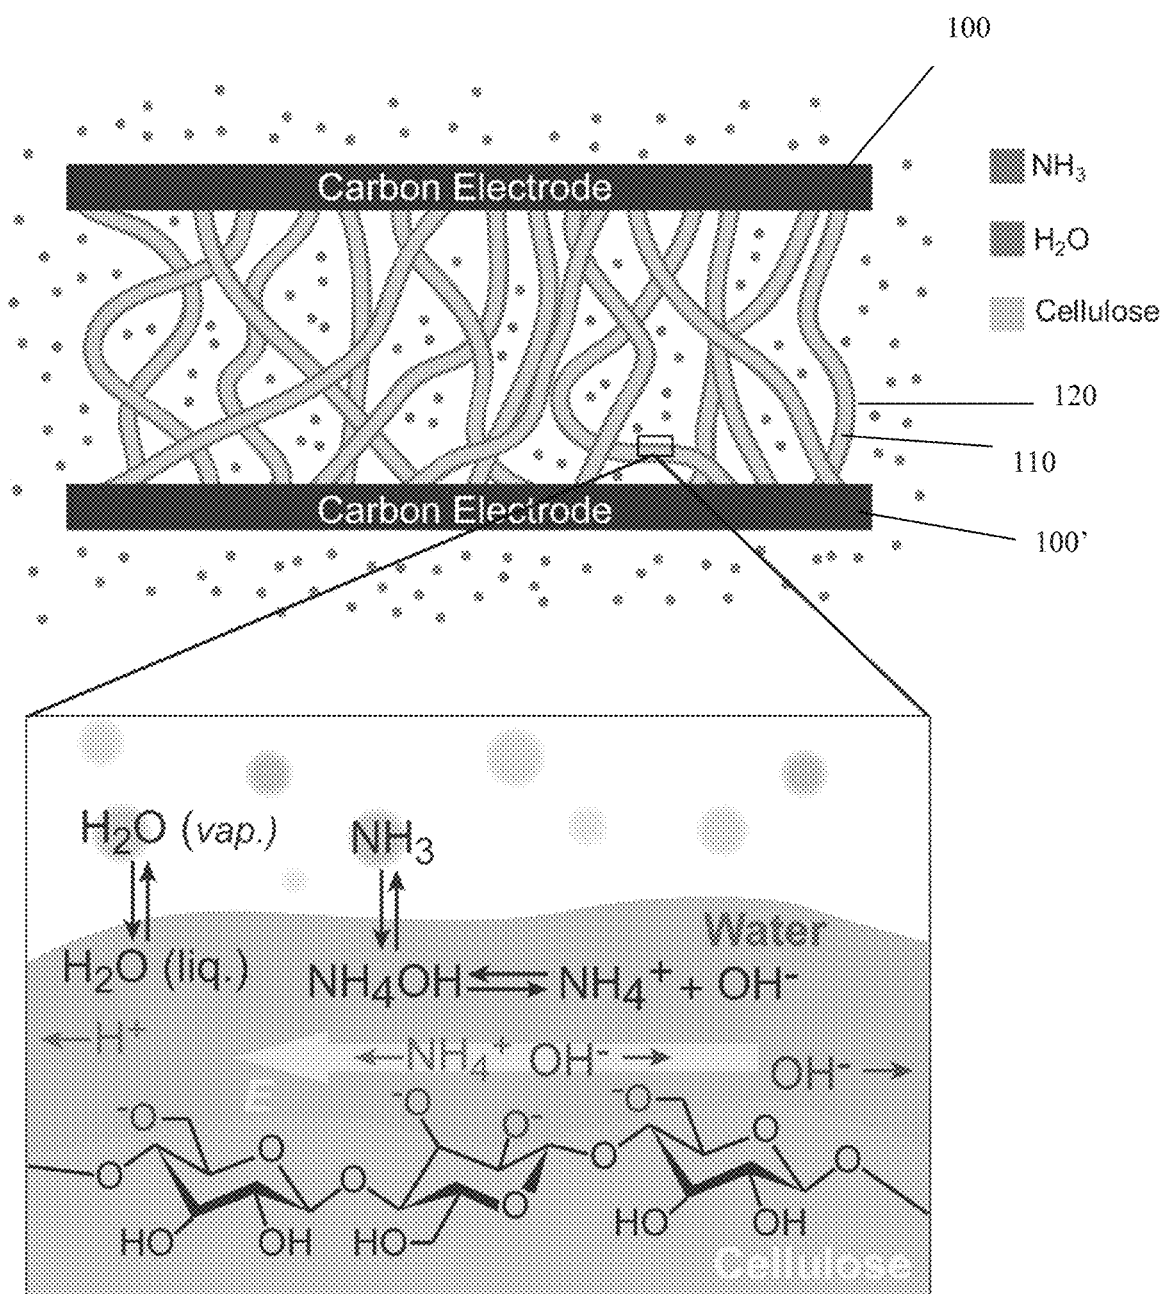 100
Carbon Electrode
NH₃
H₂O
Cellulose
120
110
Carbon Electrode
100'
H₂O (vap.)
NH₃
Water
H₂O (liq.)
NH₄OH ⇌ NH₄⁺ + OH⁻
←H⁺
←NH₄⁺ OH⁻→
OH⁻→
E
⁻O
⁻O
O⁻
⁻O
O
O
O
O
O
O
O
HO
OH
HO
HO
OH
Cellulose